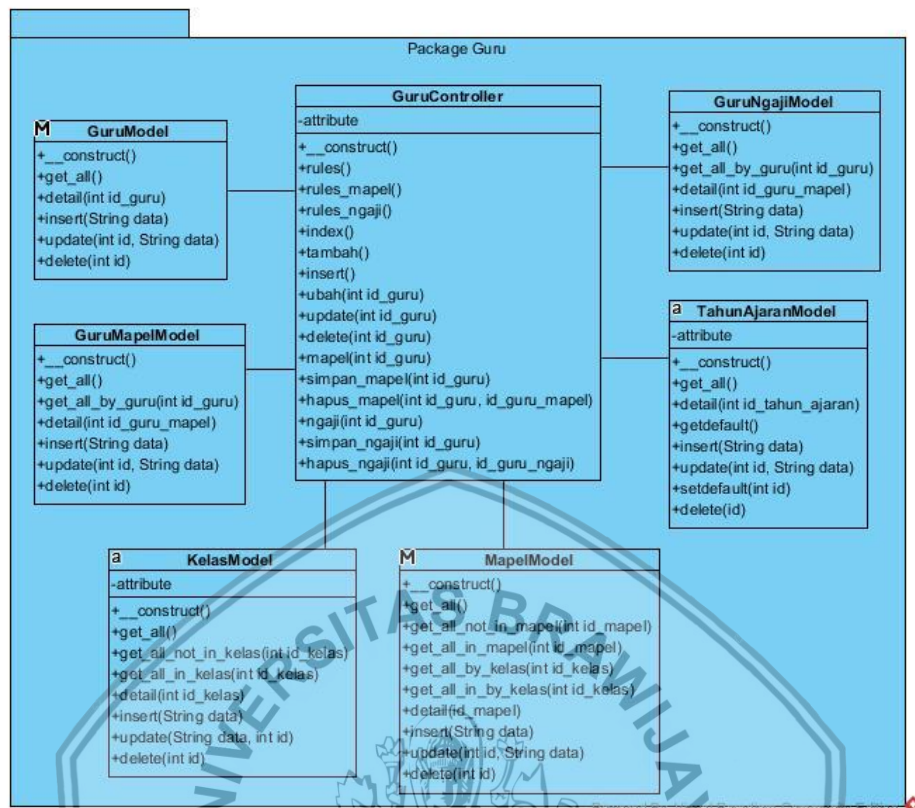 Package Guru
GuruController
-attribute
+__construct()
+rules()
+rules_mapel()
+rules_ngaji()
+index()
+tambah()
+insert()
+ubah(int id_guru)
+update(int id_guru)
+delete(int id_guru)
+mapel(int id_guru)
+simpan_mapel(int id_guru)
+hapus_mapel(int id_guru, id_guru_mapel)
+ngaji(int id_guru)
+simpan_ngaji(int id_guru)
+hapus_ngaji(int id_guru, id_guru_ngaji)
M GuruModel
+__construct()
+get_all()
+detail(int id_guru)
+insert(String data)
+update(int id, String data)
+delete(int id)
GuruNgajiModel
+__construct()
+get_all()
+get_all_by_guru(int id_guru)
+detail(int id_guru_mapel)
+insert(String data)
+update(int id, String data)
+delete(int id)
GuruMapelModel
+__construct()
+get_all()
+get_all_by_guru(int id_guru)
+detail(int id_guru_mapel)
+insert(String data)
+update(int id, String data)
+delete(int id)
a TahunAjaranModel
-attribute
+__construct()
+get_all()
+detail(int id_tahun_ajaran)
+getdefault()
+insert(String data)
+update(int id, String data)
+setdefault(int id)
+delete(id)
a KelasModel
-attribute
+__construct()
+get_all()
+get_all_not_in_kelas(int id_kelas)
+get_all_in_kelas(int id_kelas)
+detail(int id_kelas)
+insert(String data)
+update(String data, int id)
+delete(int id)
M MapelModel
+__construct()
+get_all()
+get_all_not_in_mapel(int id_mapel)
+get_all_in_mapel(int id_mapel)
+get_all_by_kelas(int id_kelas)
+get_all_in_by_kelas(int id_kelas)
+detail(id_mapel)
+insert(String data)
+update(int id, String data)
+delete(int id)
UNIVERSITAS BRAWIJAYA